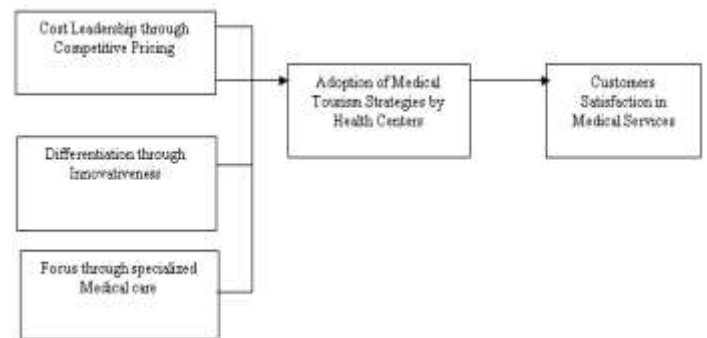 Cost Leadership through
Competitive Pricing
Adoption of Medical
Tourism Strategies by
Health Centers
Customers
Satisfaction in
Medical Services
Differentiation through
Innovativeness
Focus through specialized
Medical care